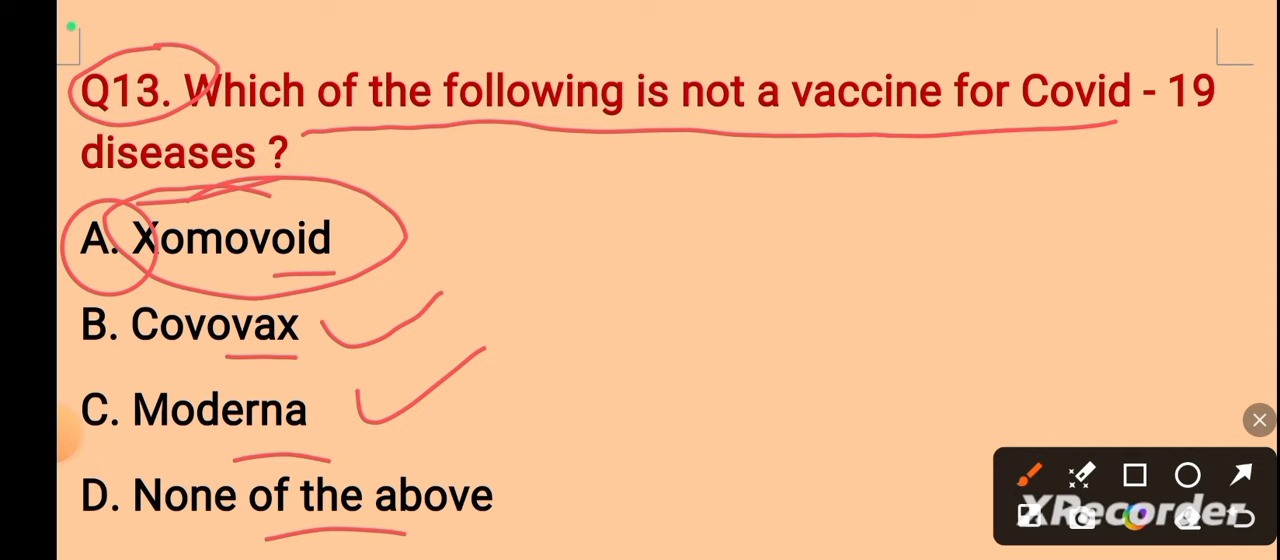 Q13. Which of the following is not a vaccine for Covid - 19
diseases ?
A. Xomovoid
B. Covovax
C. Moderna
D. None of the above
XRecorder